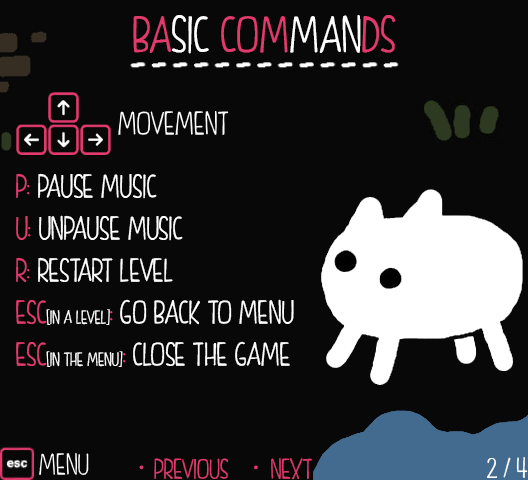 BASIC COMMANDS
↑
← ↓ → MOVEMENT
P: PAUSE MUSIC
U: UNPAUSE MUSIC
R: RESTART LEVEL
ESC[IN A LEVEL]: GO BACK TO MENU
ESC[IN THE MENU]: CLOSE THE GAME
esc MENU • PREVIOUS • NEXT 2/4